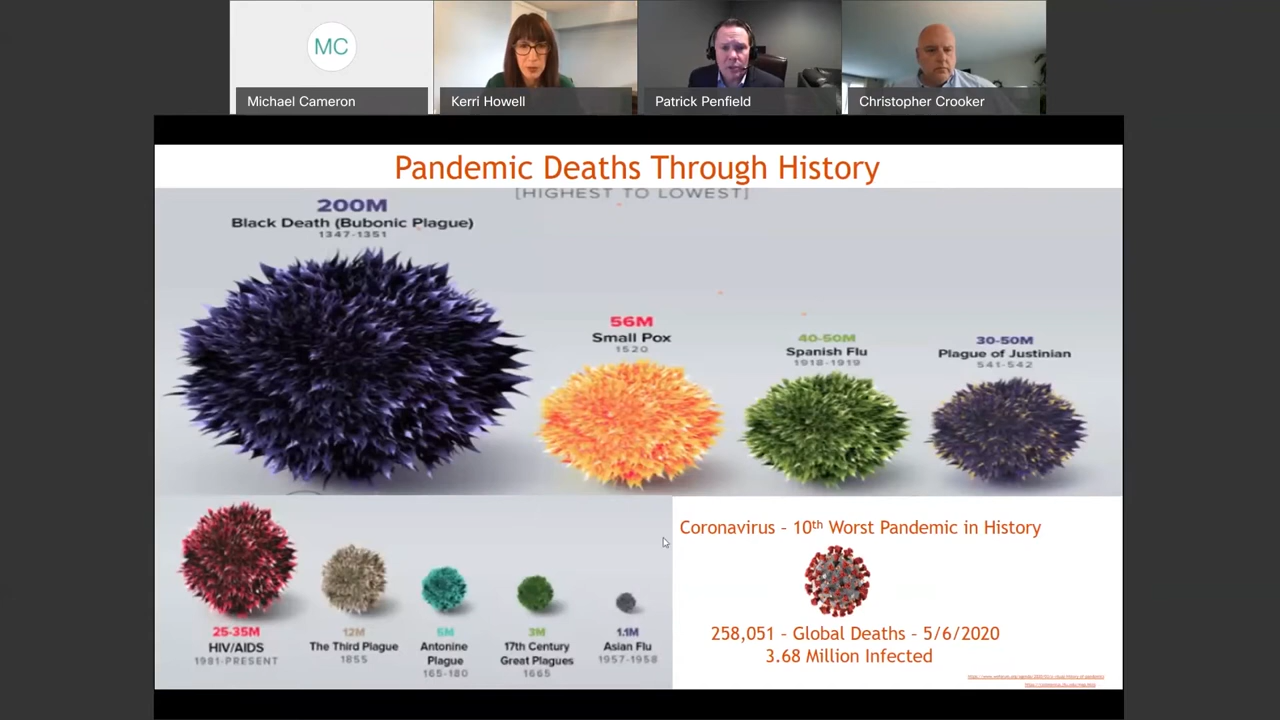 MC
Michael Cameron
Kerri Howell
Patrick Penfield
Christopher Crooker
Pandemic Deaths Through History
[HIGHEST TO LOWEST]
200M
Black Death (Bubonic Plague)
1347-1351
56M
Small Pox
1520
40-50M
Spanish Flu
1918-1919
30-50M
Plague of Justinian
541-542
25-35M
HIV/AIDS
1981-PRESENT
12M
The Third Plague
1855
5M
Antonine
Plague
165-180
3M
17th Century
Great Plagues
1665
1.1M
Asian Flu
1957-1958
Coronavirus – 10th Worst Pandemic in History
258,051 – Global Deaths – 5/6/2020
3.68 Million Infected